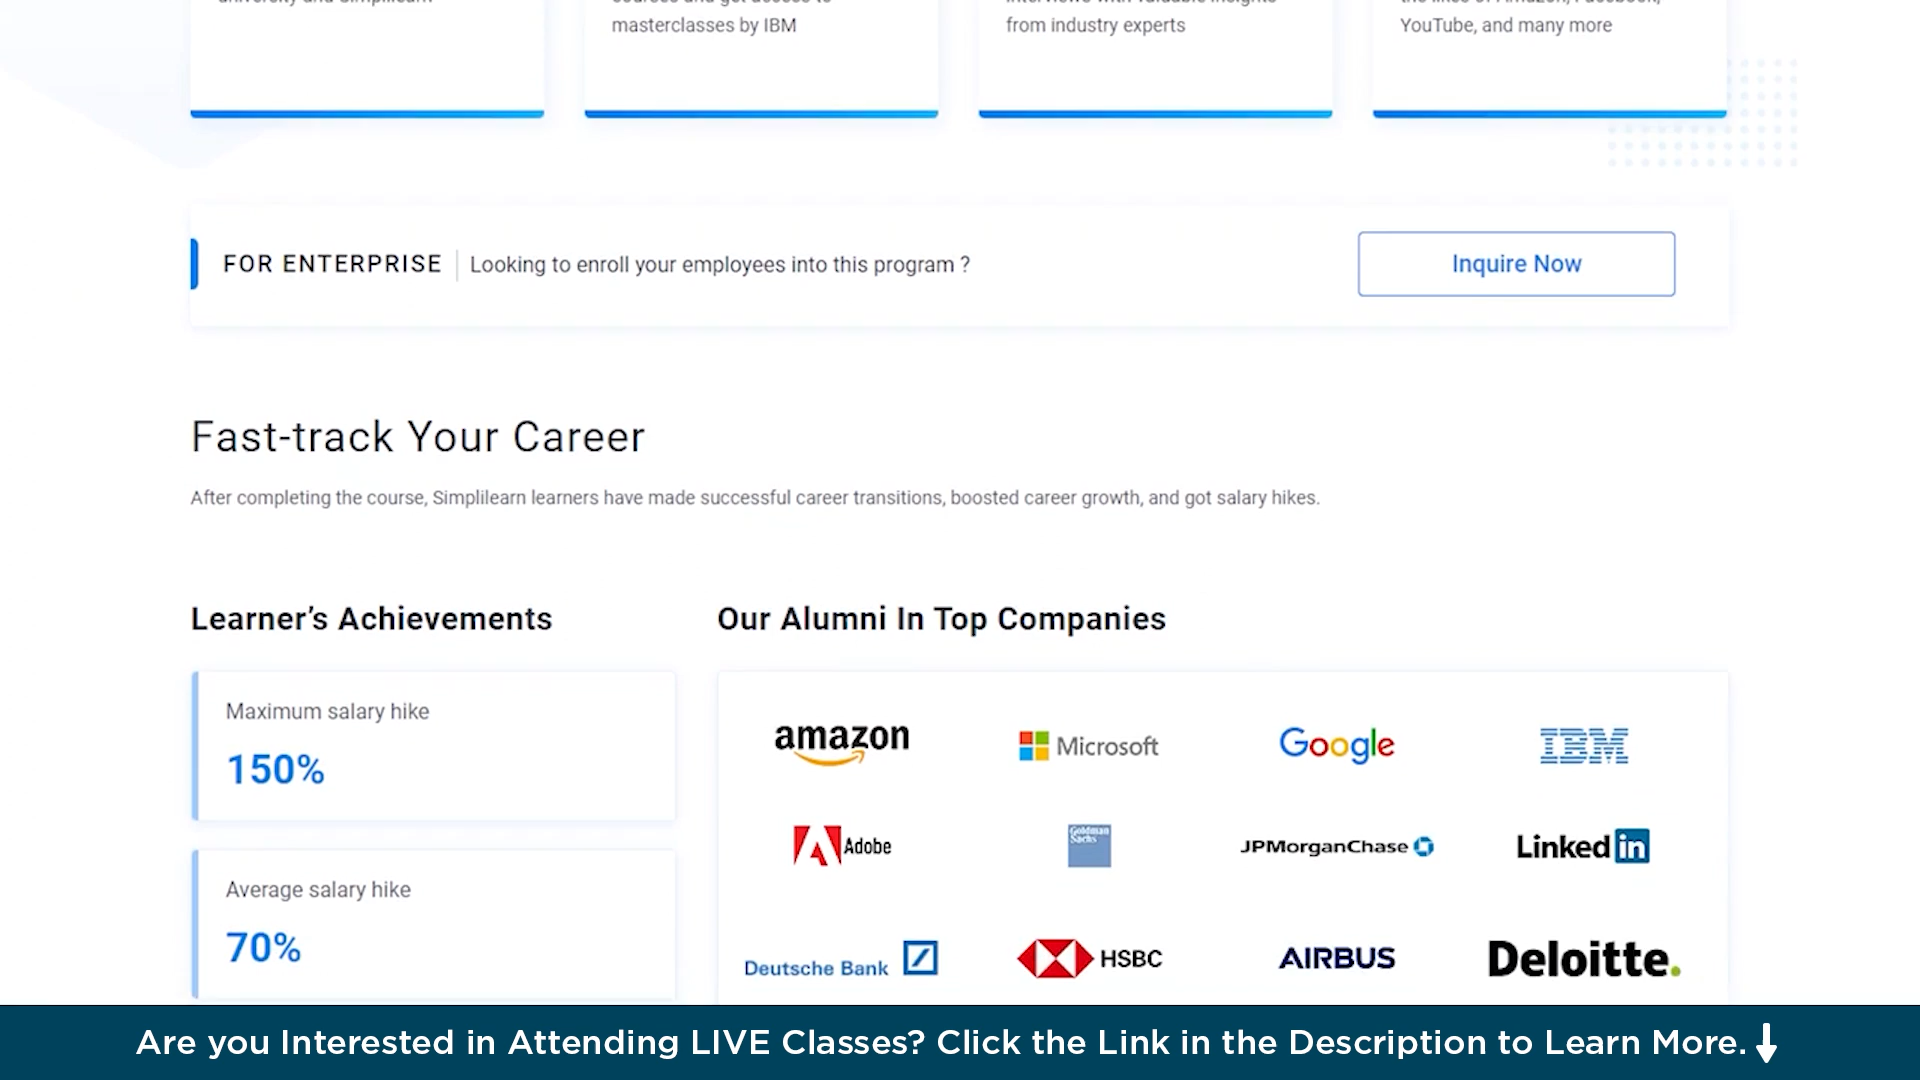 masterclasses by IBM
from industry experts
YouTube, and many more
FOR ENTERPRISE
Looking to enroll your employees into this program ?
Inquire Now
Fast-track Your Career
After completing the course, Simplilearn learners have made successful career transitions, boosted career growth, and got salary hikes.
Learner’s Achievements
Our Alumni In Top Companies
Maximum salary hike
150%
Average salary hike
70%
amazon
Microsoft
Google
IBM
Adobe
Goldman
Sachs
JPMorganChase
Linkedin
Deutsche Bank
HSBC
AIRBUS
Deloitte.
Are you Interested in Attending LIVE Classes? Click the Link in the Description to Learn More.